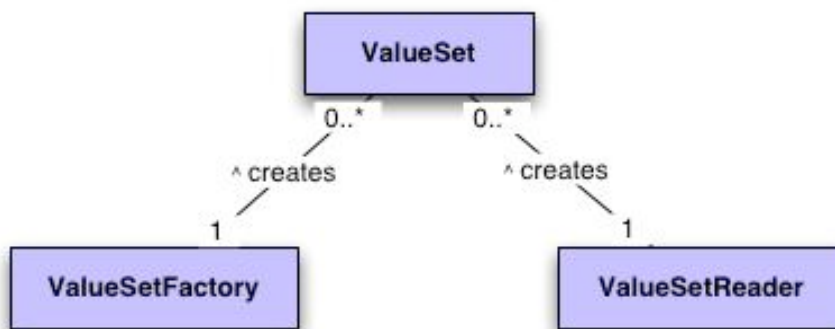 ValueSet
0..* 0..*
^ creates ^ creates
1 1
ValueSetFactory ValueSetReader